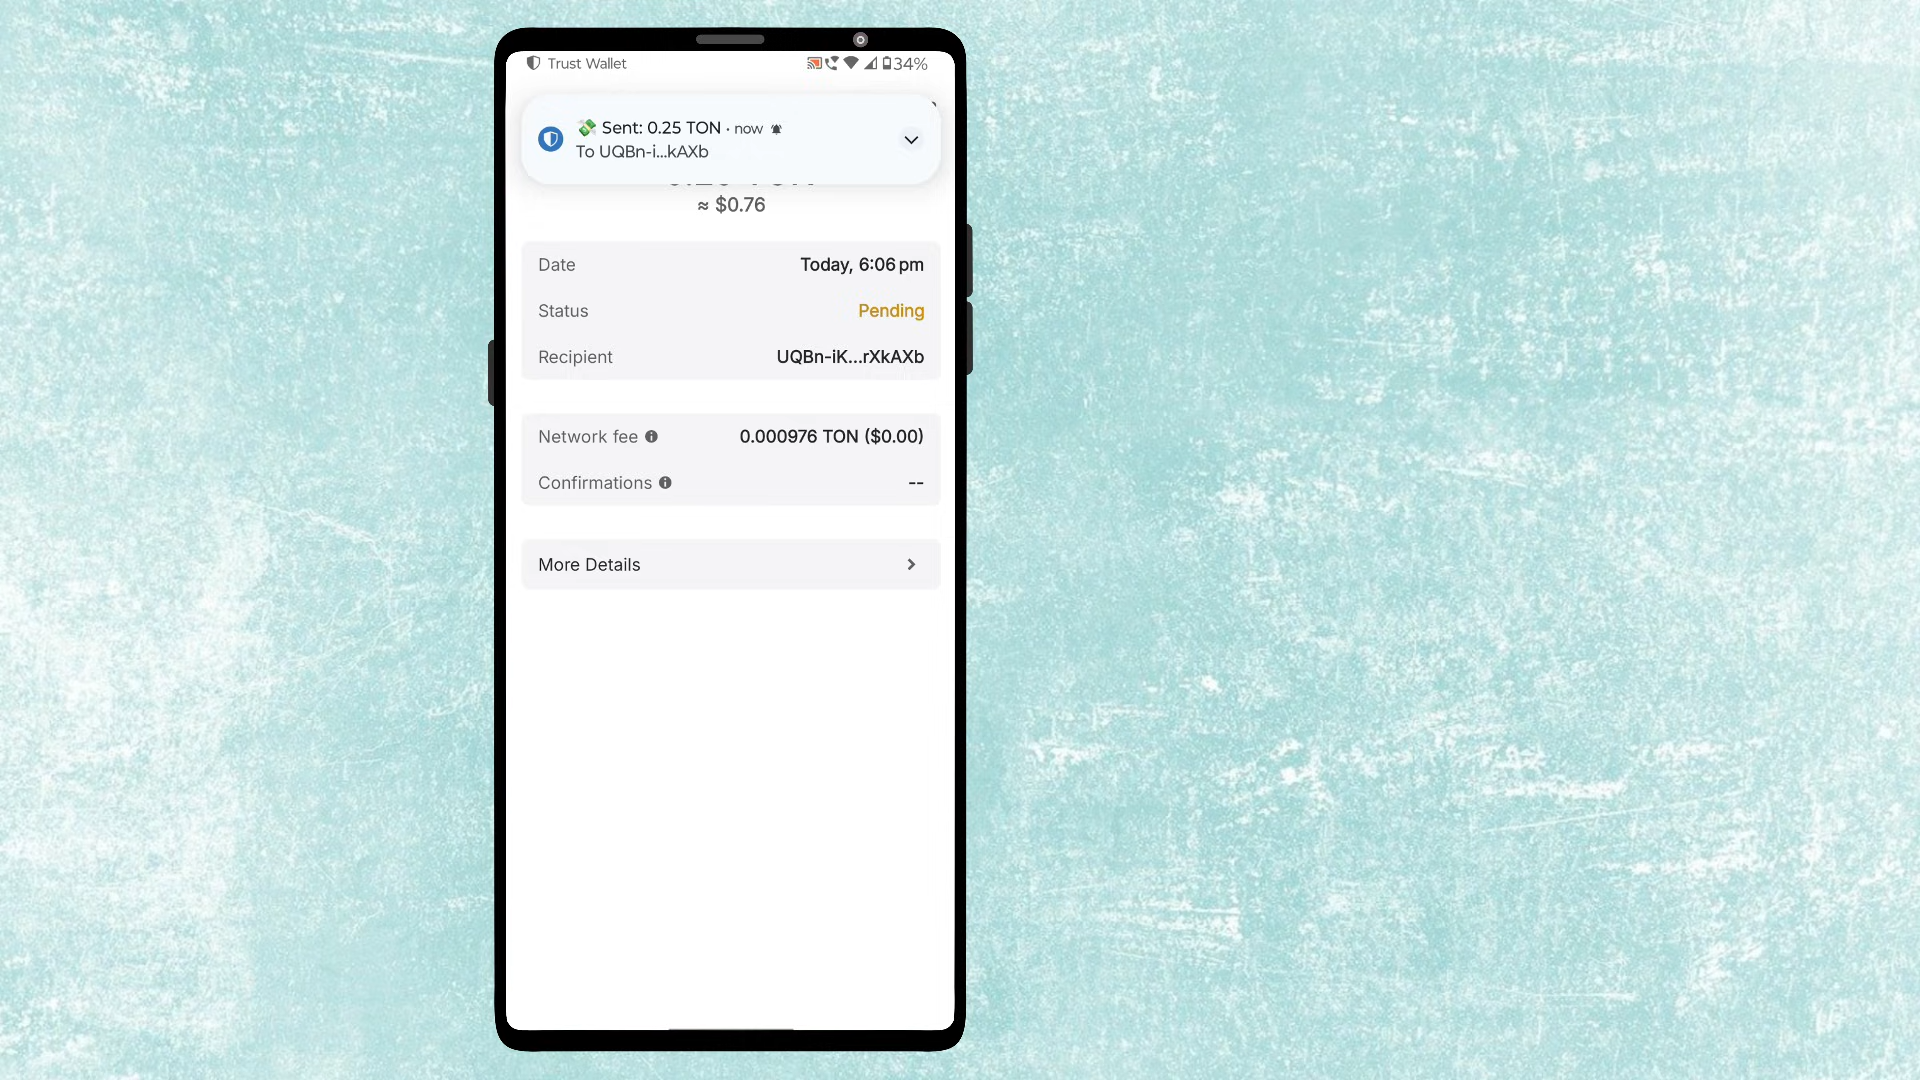 Trust Wallet
34%
Sent: 0.25 TON • now
To UQBn-i...kAXb
≈ $0.76
Date
Today, 6:06 pm
Status
Pending
Recipient
UQBn-iK...rXkAXb
Network fee
0.000976 TON ($0.00)
Confirmations
--
More Details